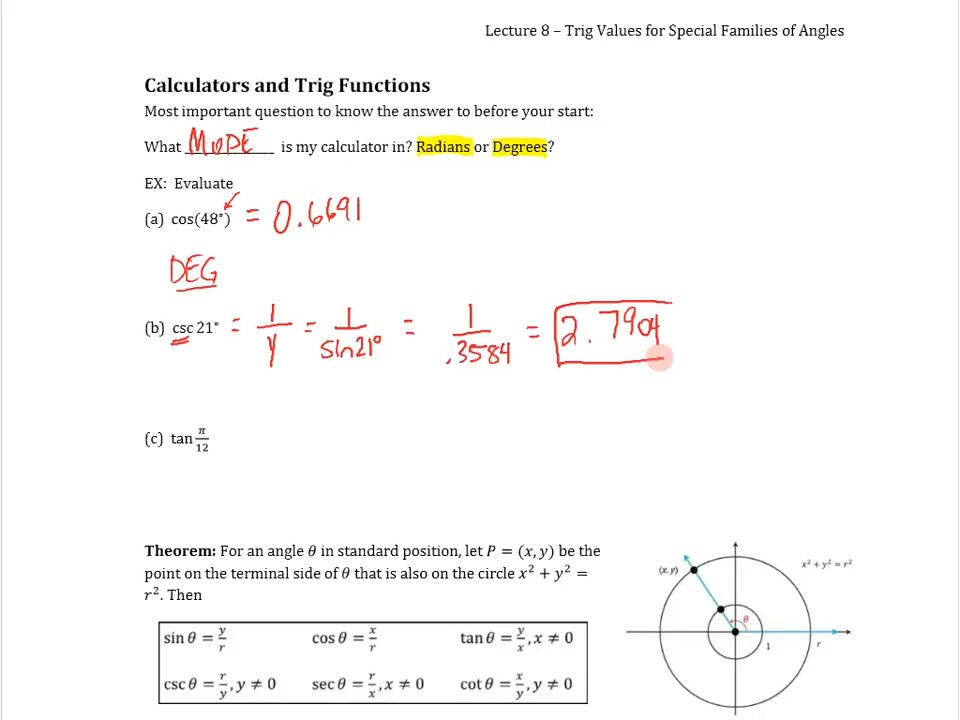 Lecture 8 – Trig Values for Special Families of Angles
Calculators and Trig Functions
Most important question to know the answer to before your start:
What MODE is my calculator in? Radians or Degrees?
EX: Evaluate
(a) cos(48°) = 0.6691
DEG
(b) csc 21° = 1/y = 1/sin21° = 1/.3584 = 2.7904
(c) tan π/12
Theorem: For an angle θ in standard position, let P = (x, y) be the
point on the terminal side of θ that is also on the circle x² + y² =
r². Then
sin θ = y/r cos θ = x/r tan θ = y/x, x ≠ 0
csc θ = r/y, y ≠ 0 sec θ = r/x, x ≠ 0 cot θ = x/y, y ≠ 0
(x, y)
x² + y² = r²
θ
1
r